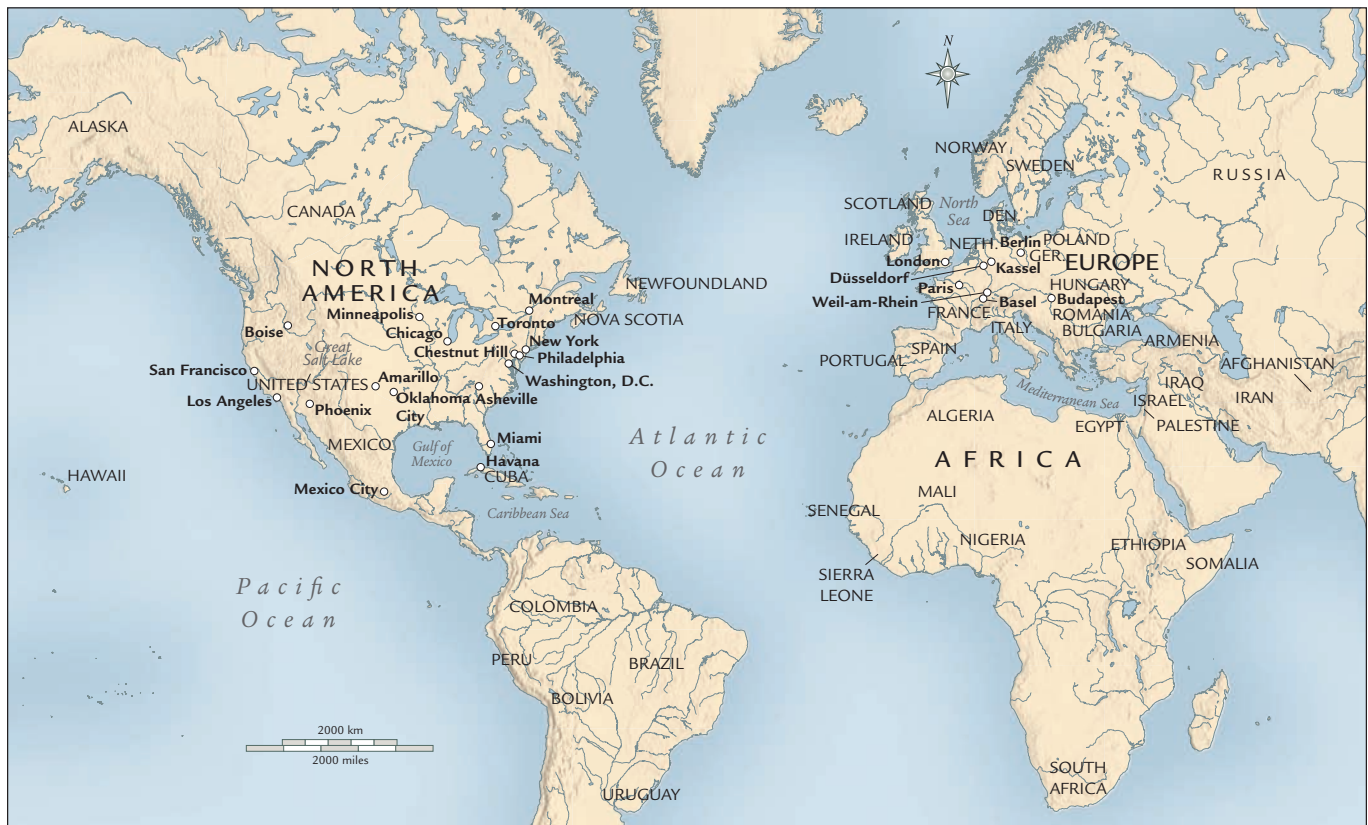 N
ALASKA
NORWAY
SWEDEN
RUSSIA
SCOTLAND
North
Sea
DEN.
CANADA
IRELAND
NETH.
Berlin
POLAND
GER.
London
Kassel
EUROPE
Düsseldorf
Paris
HUNGARY
Weil-am-Rhein
Basel
Budapest
FRANCE
ROMANIA
ITALY
BULGARIA
NORTH
AMERICA
NEWFOUNDLAND
Minneapolis
Montreal
Boise
Chicago
Toronto
NOVA SCOTIA
Great
Salt Lake
Chestnut Hill
New York
Philadelphia
SPAIN
PORTUGAL
ARMENIA
AFGHANISTAN
San Francisco
UNITED STATES
Amarillo
Washington, D.C.
Mediterranean Sea
IRAQ
IRAN
Los Angeles
Phoenix
Oklahoma
City
Asheville
ISRAEL
ALGERIA
EGYPT
PALESTINE
MEXICO
Gulf of
Mexico
Miami
Atlantic
Ocean
AFRICA
HAWAII
Havana
CUBA
Mexico City
MALI
Caribbean Sea
SENEGAL
NIGERIA
ETHIOPIA
SOMALIA
SIERRA
LEONE
Pacific
Ocean
COLOMBIA
PERU
BRAZIL
BOLIVIA
2000 km
2000 miles
SOUTH
AFRICA
URUGUAY